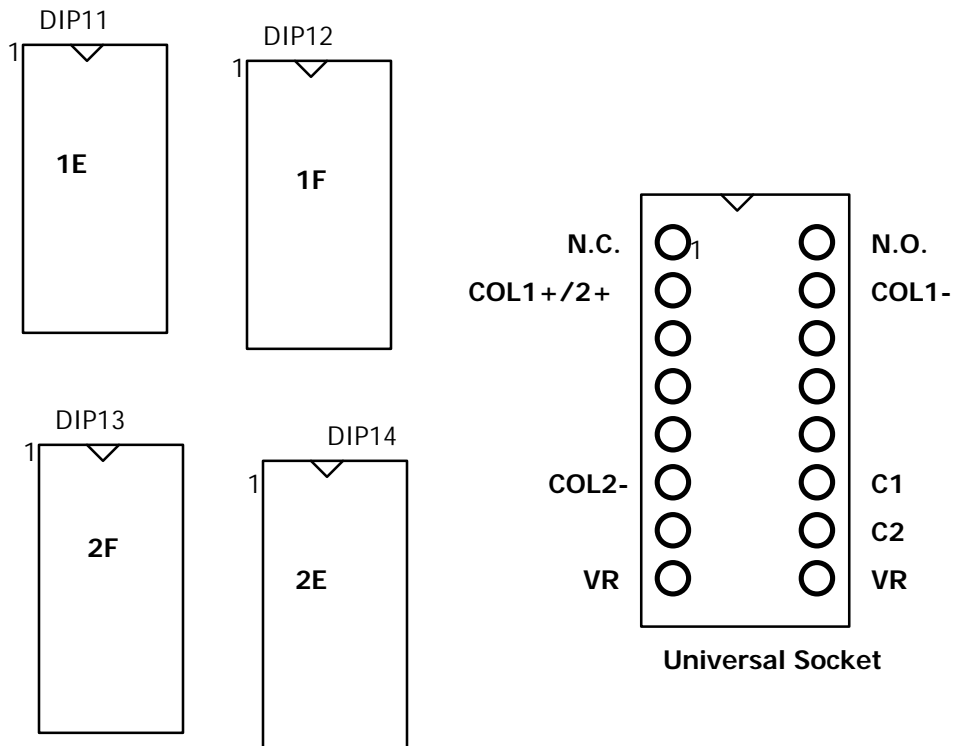 DIP11
1
1E
DIP12
1
1F
DIP13
1
2F
DIP14
1
2E
N.C. 1 N.O.
COL1+/2+ COL1-
COL2- C1
C2
VR VR
Universal Socket